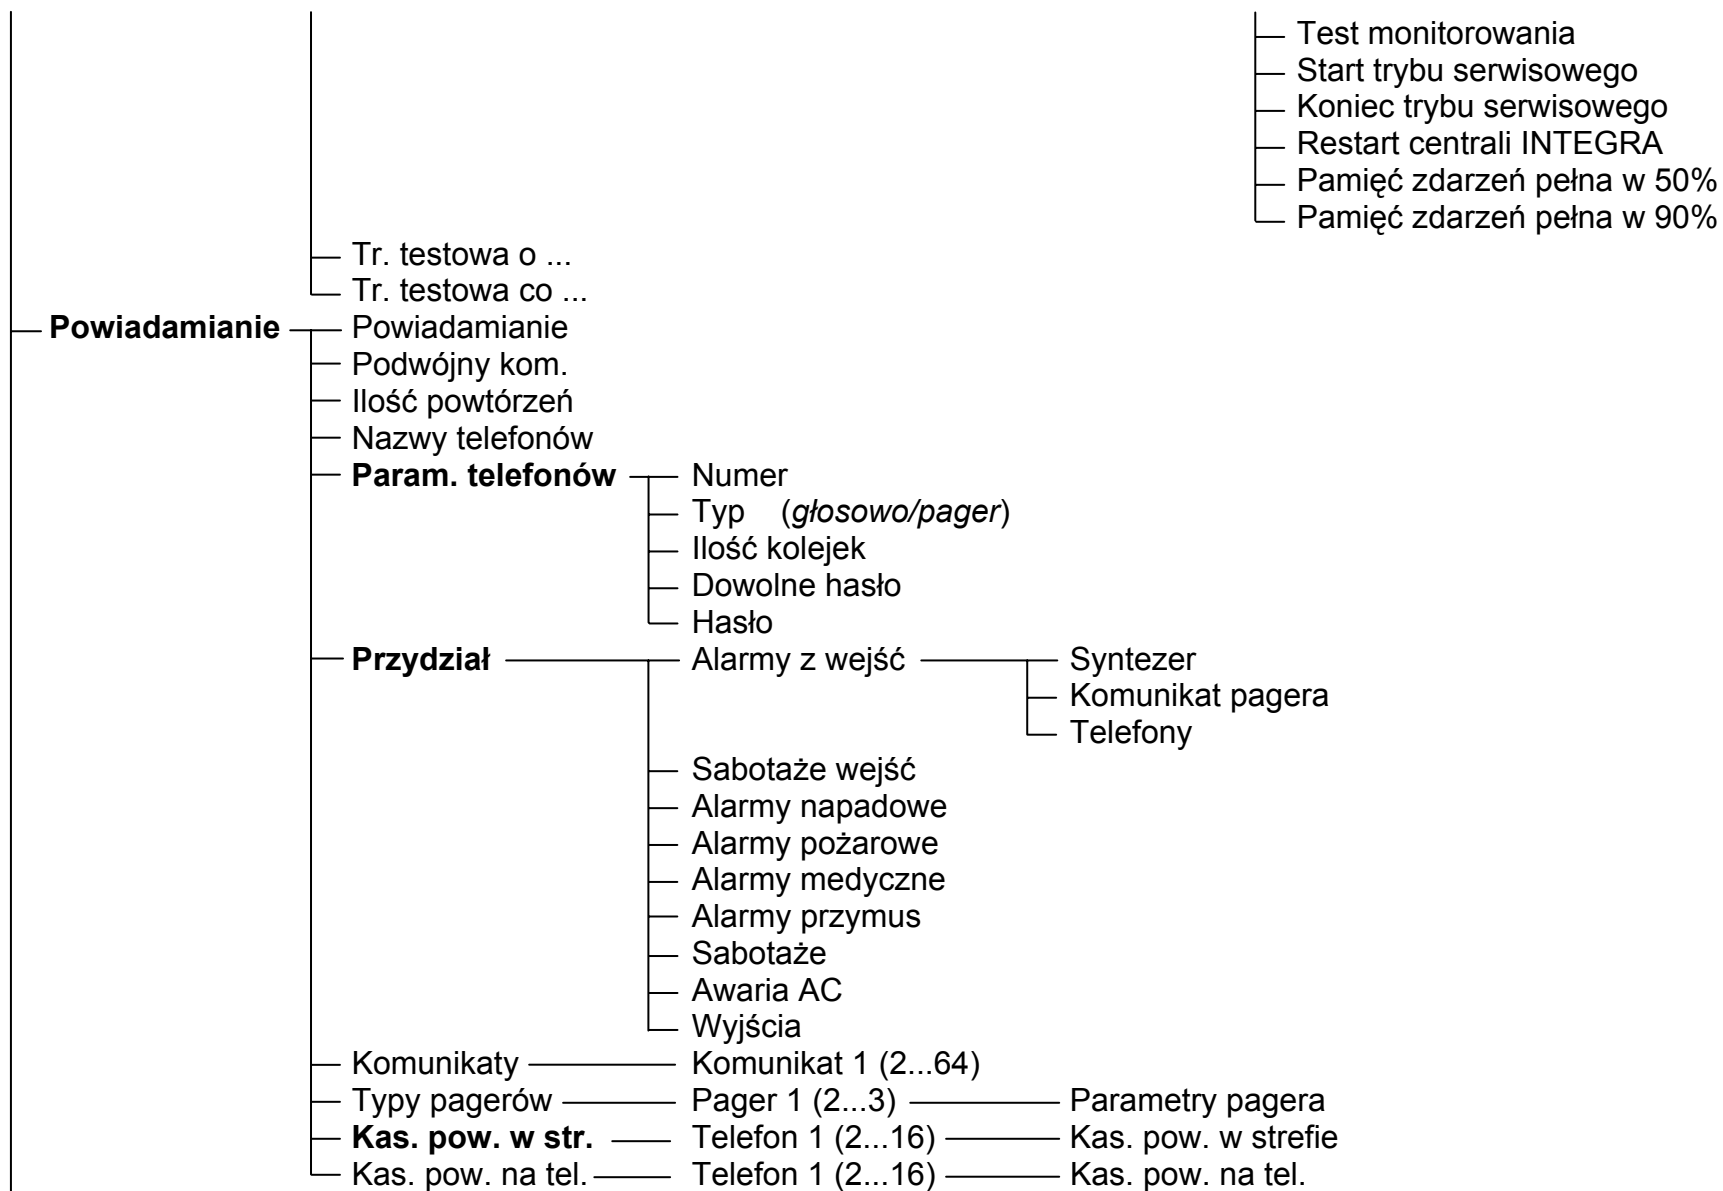 Test monitorowania
Start trybu serwisowego
Koniec trybu serwisowego
Restart centrali INTEGRA
Pamięć zdarzeń pełna w 50%
Pamięć zdarzeń pełna w 90%
Tr. testowa o ...
Tr. testowa co ...
Powiadamianie Powiadamianie
Podwójny kom.
Ilość powtórzeń
Nazwy telefonów
Param. telefonów Numer
Typ (głosowo/pager)
Ilość kolejek
Dowolne hasło
Hasło
Przydział Alarmy z wejść Syntezer
Komunikat pagera
Telefony
Sabotaże wejść
Alarmy napadowe
Alarmy pożarowe
Alarmy medyczne
Alarmy przymus
Sabotaże
Awaria AC
Wyjścia
Komunikaty Komunikat 1 (2...64)
Typy pagerów Pager 1 (2...3) Parametry pagera
Kas. pow. w str. Telefon 1 (2...16) Kas. pow. w strefie
Kas. pow. na tel. Telefon 1 (2...16) Kas. pow. na tel.